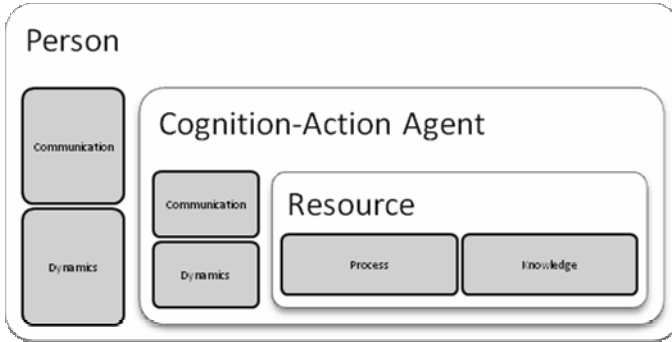 Person
Communication
Dynamics
Cognition-Action Agent
Communication
Dynamics
Resource
Process
Knowledge